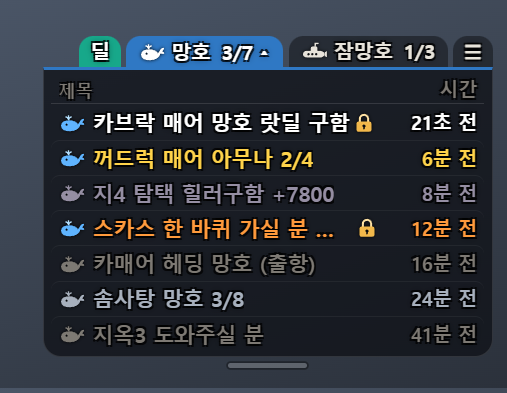 딜 망호 3/7 잠망호 1/3
제목 시간
카브락 매어 망호 랏딜 구함 21초 전
꺼드럭 매어 아무나 2/4 6분 전
지4 탐택 힐러구함 +7800 8분 전
스카스 한 바퀴 가실 분 ... 12분 전
카매어 헤딩 망호 (출항) 16분 전
솜사탕 망호 3/8 24분 전
지옥3 도와주실 분 41분 전